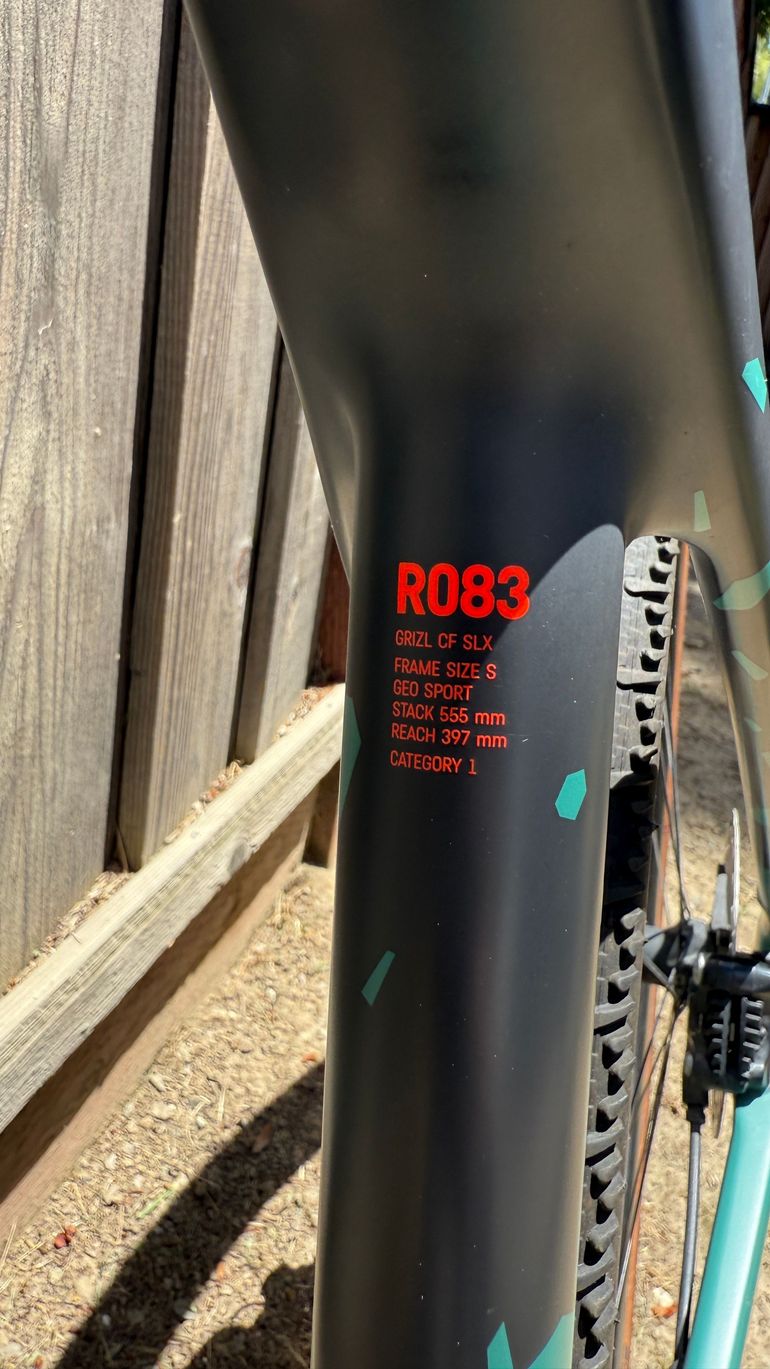 R083
GRIZL CF SLX
FRAME SIZE S
GEO SPORT
STACK 555 mm
REACH 397 mm
CATEGORY 1